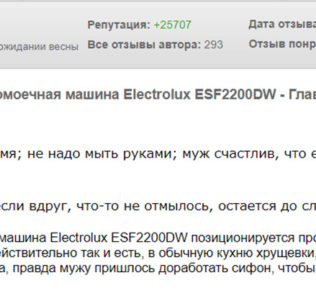 Репутация: +25707
Дата отзыва
ожидании весны
Все отзывы автора: 293
Отзыв понр
омоечная машина Electrolux ESF2200DW - Глав
мя; не надо мыть руками; муж счастлив, что е
если вдруг, что-то не отмылось, остается до сл
машина Electrolux ESF2200DW позиционируется про
ействительно так и есть, в обычную кухню хрущевки,
а, правда мужу пришлось доработать сифон, чтобы